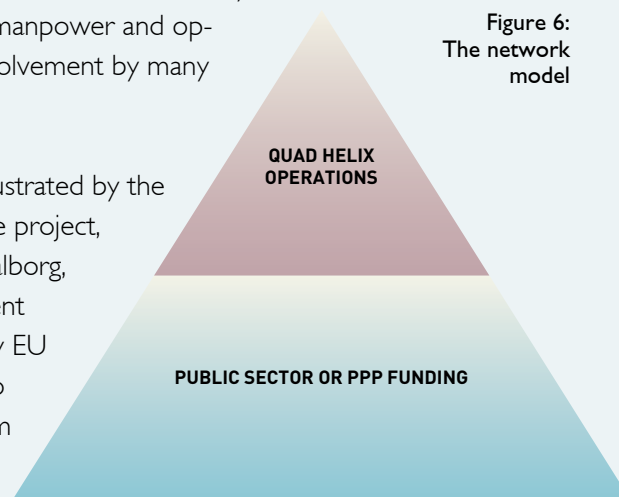 manpower and op-
olvement by many
ustrated by the
e project,
alborg,
ent
y EU
o
m
Figure 6:
The network
model
QUAD HELIX
OPERATIONS
PUBLIC SECTOR OR PPP FUNDING